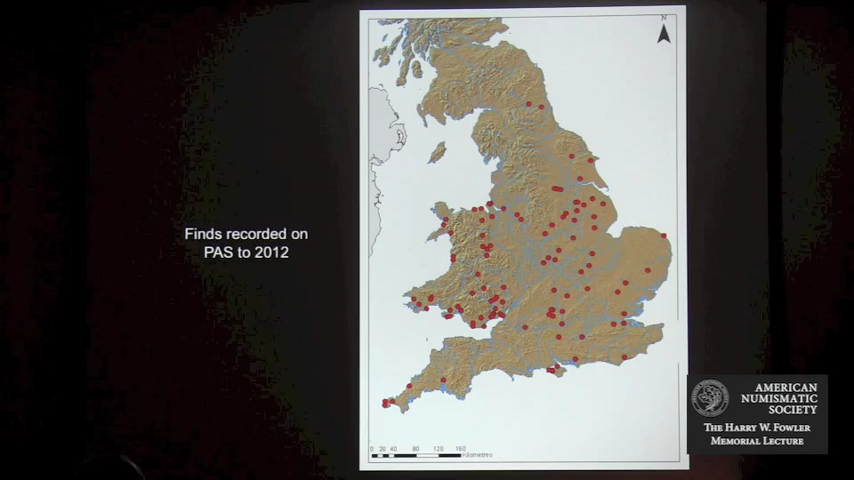 Finds recorded on
PAS to 2012
N
0 20 40 80 120 160
Kilometres
AMERICAN
NUMISMATIC
SOCIETY
THE HARRY W. FOWLER
MEMORIAL LECTURE